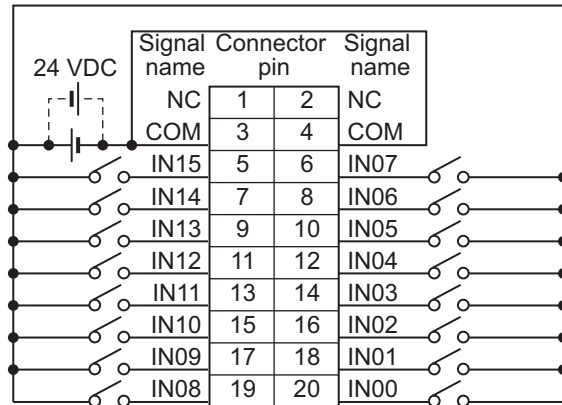 Signal Connector Signal
name pin name
24 VDC
NC 1 2 NC
COM 3 4 COM
IN15 5 6 IN07
IN14 7 8 IN06
IN13 9 10 IN05
IN12 11 12 IN04
IN11 13 14 IN03
IN10 15 16 IN02
IN09 17 18 IN01
IN08 19 20 IN00